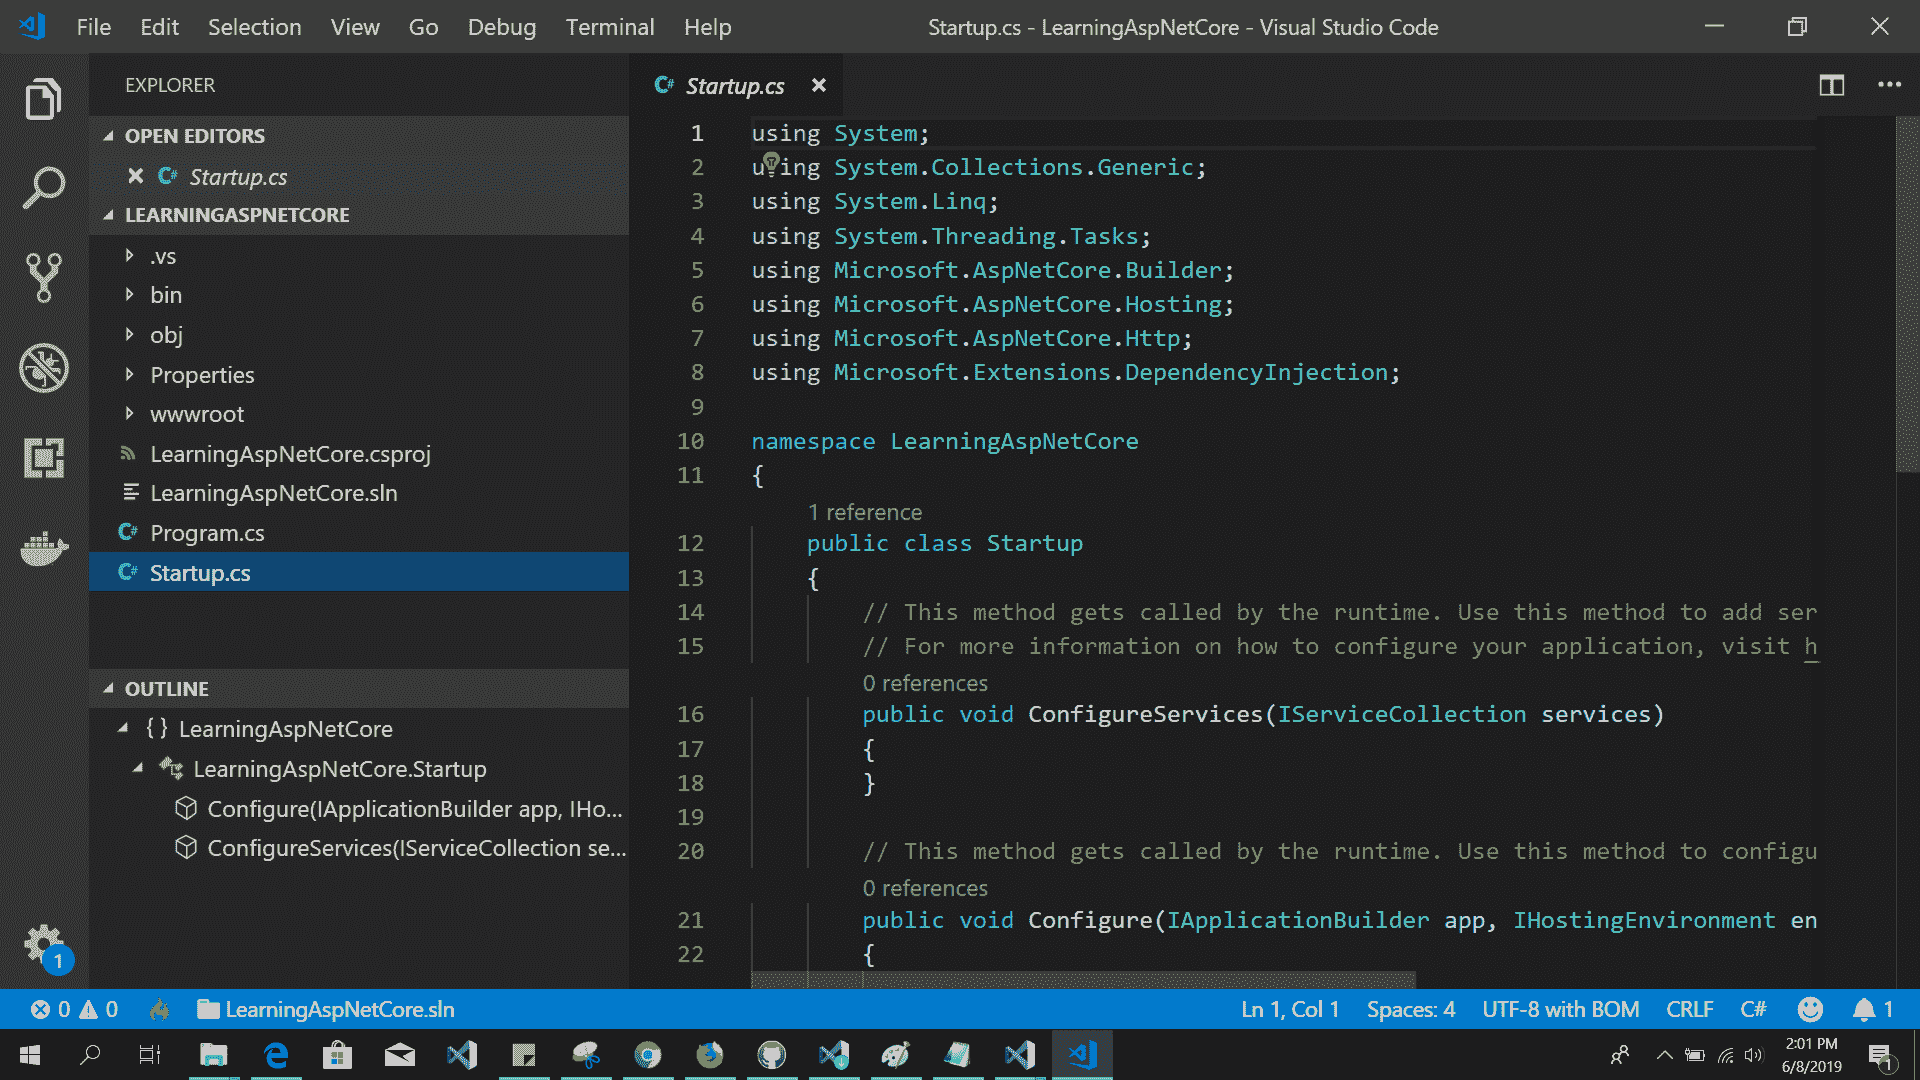 File Edit Selection View Go Debug Terminal Help
Startup.cs - LearningAspNetCore - Visual Studio Code
EXPLORER
OPEN EDITORS
C# Startup.cs
LEARNINGASPNETCORE
.vs
bin
obj
Properties
wwwroot
LearningAspNetCore.csproj
LearningAspNetCore.sln
C# Program.cs
C# Startup.cs
OUTLINE
{} LearningAspNetCore
LearningAspNetCore.Startup
Configure(IApplicationBuilder app, IHo...
ConfigureServices(IServiceCollection se...
1
C# Startup.cs
1 using System;
2 using System.Collections.Generic;
3 using System.Linq;
4 using System.Threading.Tasks;
5 using Microsoft.AspNetCore.Builder;
6 using Microsoft.AspNetCore.Hosting;
7 using Microsoft.AspNetCore.Http;
8 using Microsoft.Extensions.DependencyInjection;
9
10 namespace LearningAspNetCore
11 {
1 reference
12 public class Startup
13 {
14 // This method gets called by the runtime. Use this method to add ser
15 // For more information on how to configure your application, visit h
0 references
16 public void ConfigureServices(IServiceCollection services)
17 {
18 }
19
20 // This method gets called by the runtime. Use this method to configu
0 references
21 public void Configure(IApplicationBuilder app, IHostingEnvironment en
22 {
0 0 LearningAspNetCore.sln
Ln 1, Col 1 Spaces: 4 UTF-8 with BOM CRLF C# 1
2:01 PM
6/8/2019
1